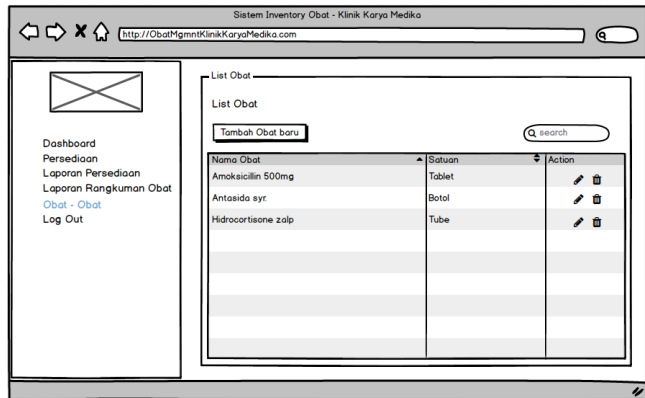 Sistem Inventory Obat - Klinik Karya Medika
http://ObatMgmntKlinikKaryaMedika.com
Dashboard
Persediaan
Laporan Persediaan
Laporan Rangkuman Obat
Obat - Obat
Log Out
List Obat
List Obat
Tambah Obat baru
search
Nama Obat Satuan Action
Amoksicillin 500mg Tablet
Antasida syr. Botol
Hidrocortisone zalp Tube